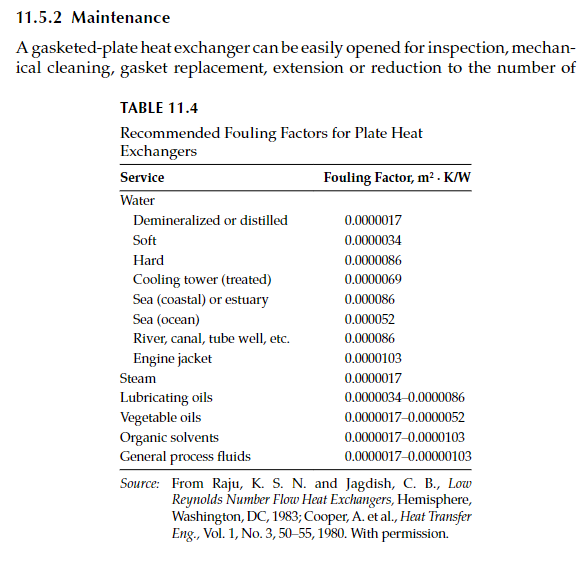 11.5.2 Maintenance
A gasketed-plate heat exchanger can be easily opened for inspection, mechan-
ical cleaning, gasket replacement, extension or reduction to the number of
TABLE 11.4
Recommended Fouling Factors for Plate Heat
Exchangers
Service Fouling Factor, m² · K/W
Water
Demineralized or distilled 0.0000017
Soft 0.0000034
Hard 0.0000086
Cooling tower (treated) 0.0000069
Sea (coastal) or estuary 0.000086
Sea (ocean) 0.000052
River, canal, tube well, etc. 0.000086
Engine jacket 0.0000103
Steam 0.0000017
Lubricating oils 0.0000034–0.0000086
Vegetable oils 0.0000017–0.0000052
Organic solvents 0.0000017–0.0000103
General process fluids 0.0000017–0.00000103
Source: From Raju, K. S. N. and Jagdish, C. B., Low
Reynolds Number Flow Heat Exchangers, Hemisphere,
Washington, DC, 1983; Cooper, A. et al., Heat Transfer
Eng., Vol. 1, No. 3, 50–55, 1980. With permission.